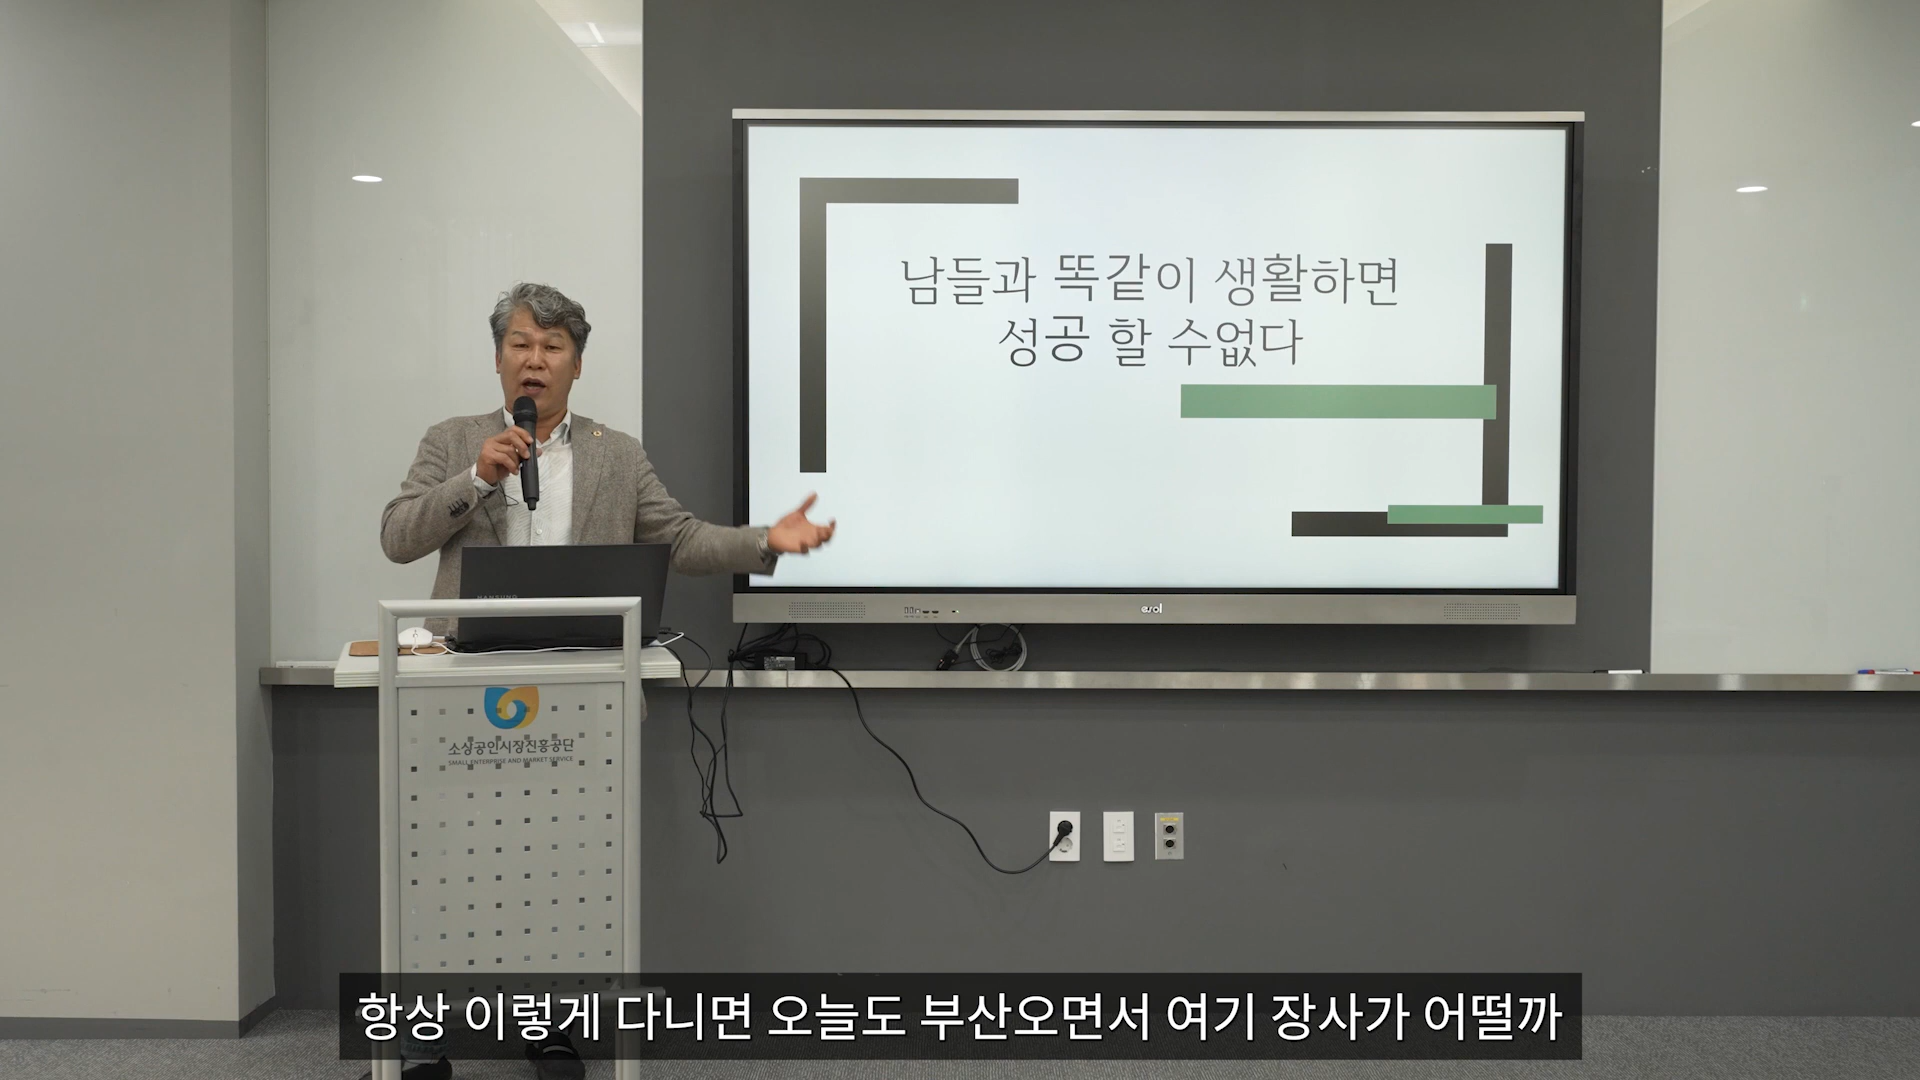 남들과 똑같이 생활하면
성공 할 수없다
esol
SAMSUNG
소상공인시장진흥공단
SMALL ENTERPRISE AND MARKET SERVICE
항상 이렇게 다니면 오늘도 부산오면서 여기 장사가 어떨까